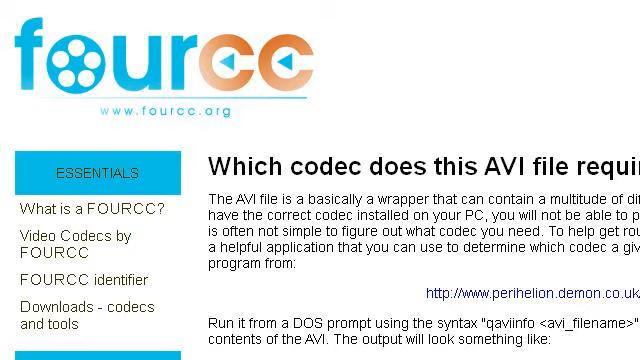 fourcc
www.fourcc.org
ESSENTIALS
What is a FOURCC?
Video Codecs by
FOURCC
FOURCC identifier
Downloads - codecs
and tools
Which codec does this AVI file requi
The AVI file is a basically a wrapper that can contain a multitude of di
have the correct codec installed on your PC, you will not be able to p
is often not simple to figure out what codec you need. To help get rou
a helpful application that you can use to determine which codec a giv
program from:
http://www.perihelion.demon.co.uk/
Run it from a DOS prompt using the syntax "qaviinfo <avi_filename>"
contents of the AVI. The output will look something like: